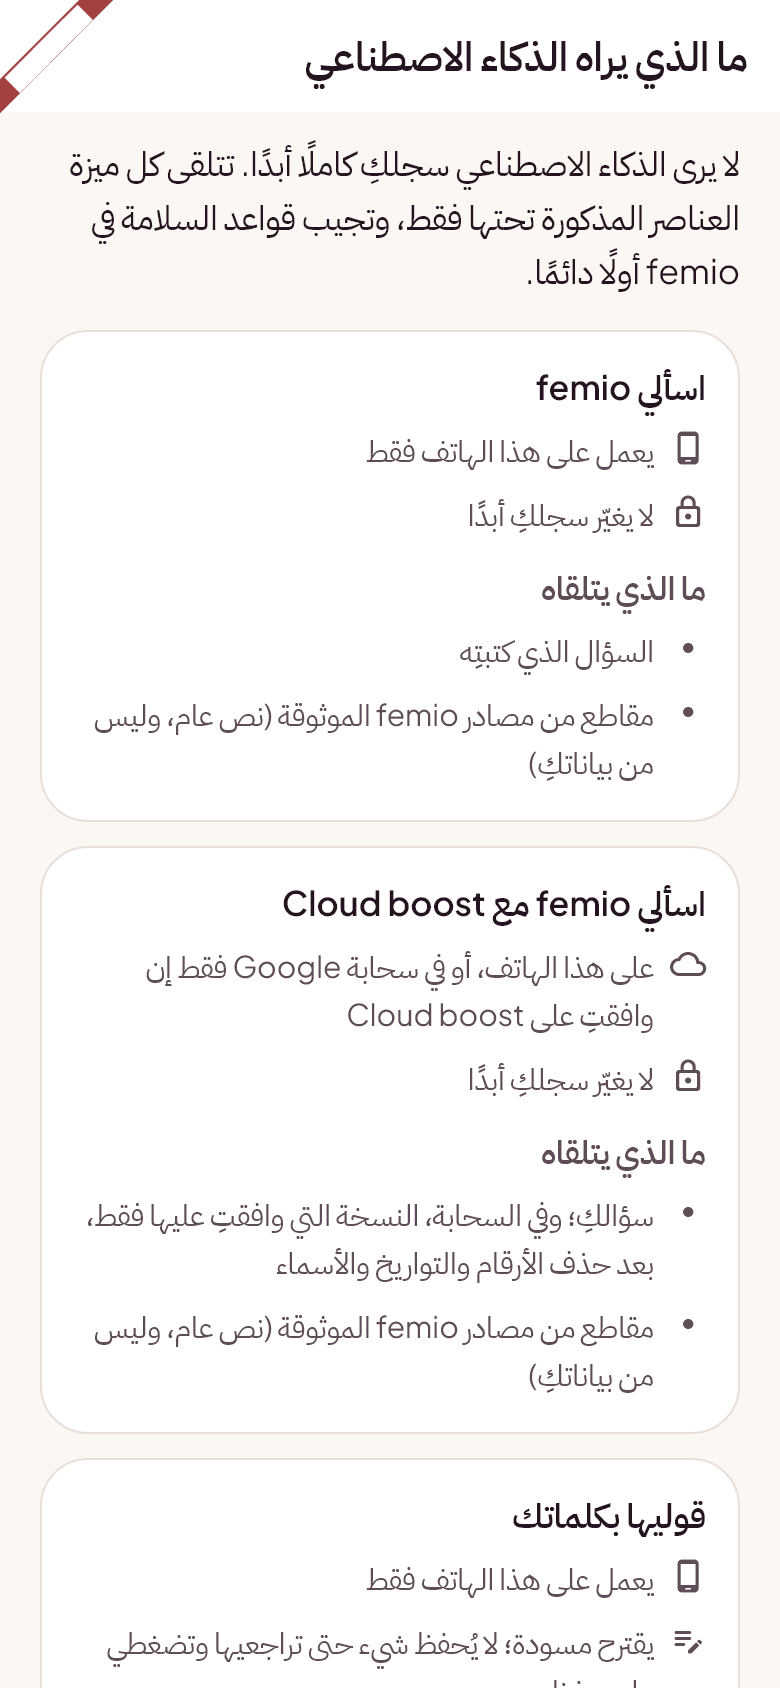 ما الذي يراه الذكاء الاصطناعي
لا يرى الذكاء الاصطناعي سجلكِ كاملًا أبدًا. تتلقى كل ميزة
العناصر المذكورة تحتها فقط، وتجيب قواعد السلامة في
femio أولًا دائمًا.
اسألي femio
يعمل على هذا الهاتف فقط
لا يغيّر سجلكِ أبدًا
ما الذي يتلقاه
• السؤال الذي كتبتِه
• مقاطع من مصادر femio الموثوقة (نص عام، وليس
من بياناتكِ)
اسألي femio مع Cloud boost
على هذا الهاتف، أو في سحابة Google فقط إن
وافقتِ على Cloud boost
لا يغيّر سجلكِ أبدًا
ما الذي يتلقاه
• سؤالكِ؛ وفي السحابة، النسخة التي وافقتِ عليها فقط،
بعد حذف الأرقام والتواريخ والأسماء
• مقاطع من مصادر femio الموثوقة (نص عام، وليس
من بياناتكِ)
قوليها بكلماتك
يعمل على هذا الهاتف فقط
يقترح مسودة؛ لا يُحفظ شيء حتى تراجعيها وتضغطي